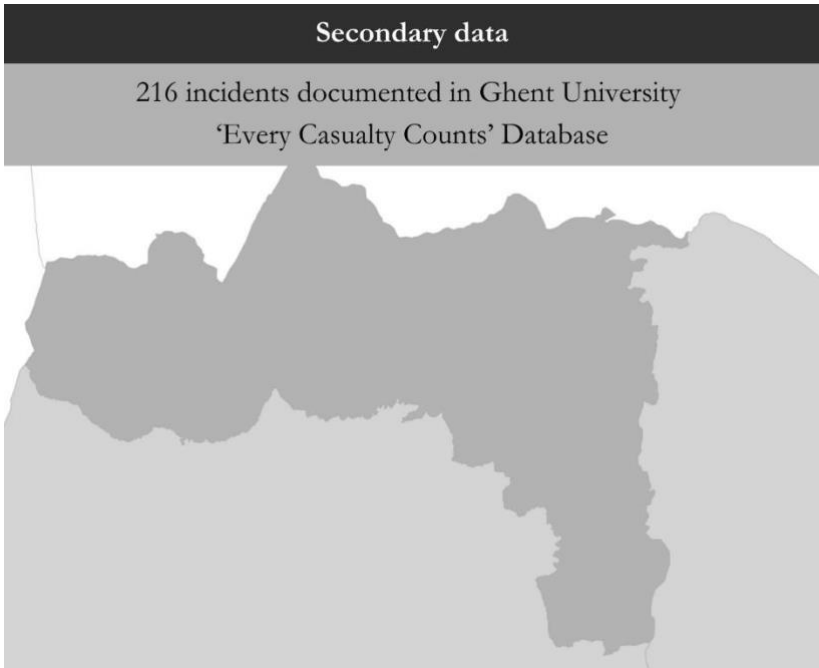 Secondary data
216 incidents documented in Ghent University
‘Every Casualty Counts’ Database